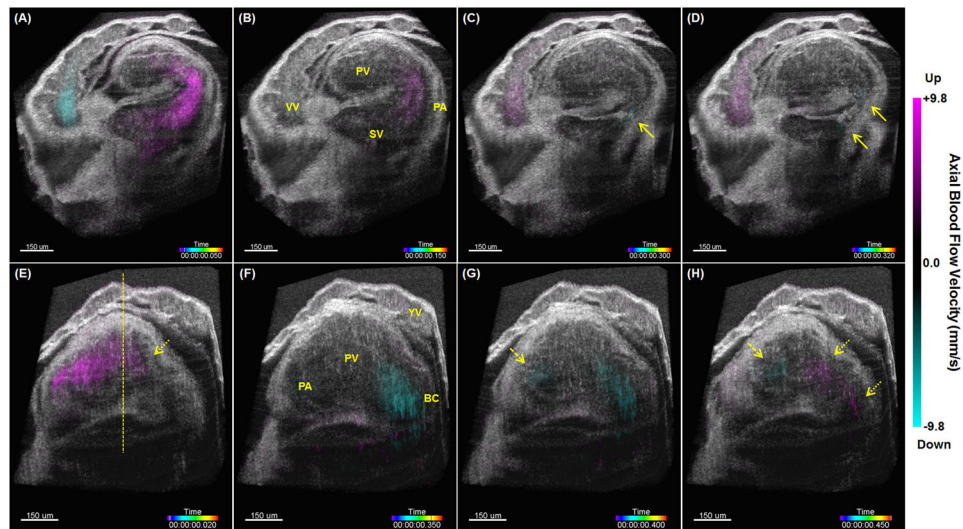 (A)
150 um
Time
00:00:00.050
(B)
PV
VV
PA
SV
150 um
Time
00:00:00.150
(C)
150 um
Time
00:00:00.300
(D)
150 um
Time
00:00:00.320
Up
+9.8
0.0
-9.8
Down
Axial Blood Flow Velocity (mm/s)
(E)
150 um
Time
00:00:00.020
(F)
YV
PV
PA
BC
150 um
Time
00:00:00.350
(G)
150 um
Time
00:00:00.400
(H)
150 um
Time
00:00:00.450